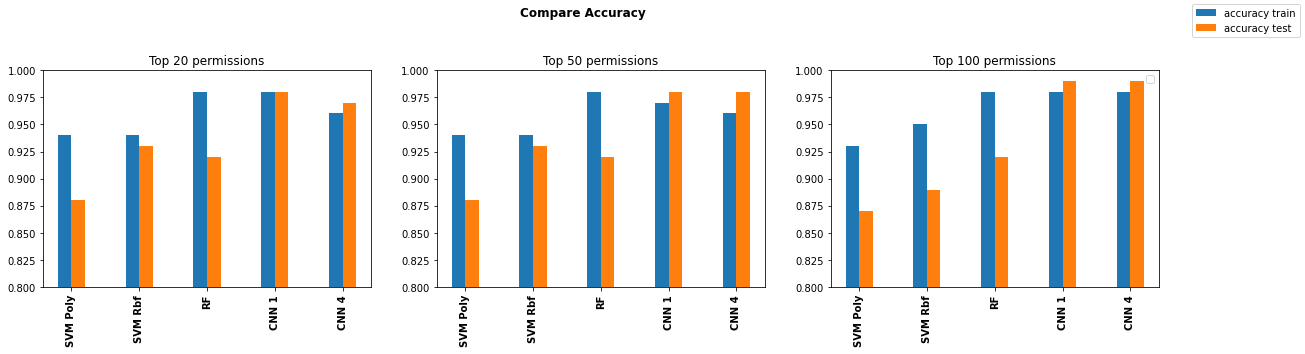 Compare Accuracy
accuracy train
accuracy test
Top 20 permissions
1.000
0.975
0.950
0.925
0.900
0.875
0.850
0.825
0.800
SVM Poly
SVM Rbf
RF
CNN 1
CNN 4
Top 50 permissions
1.000
0.975
0.950
0.925
0.900
0.875
0.850
0.825
0.800
SVM Poly
SVM Rbf
RF
CNN 1
CNN 4
Top 100 permissions
1.000
0.975
0.950
0.925
0.900
0.875
0.850
0.825
0.800
SVM Poly
SVM Rbf
RF
CNN 1
CNN 4